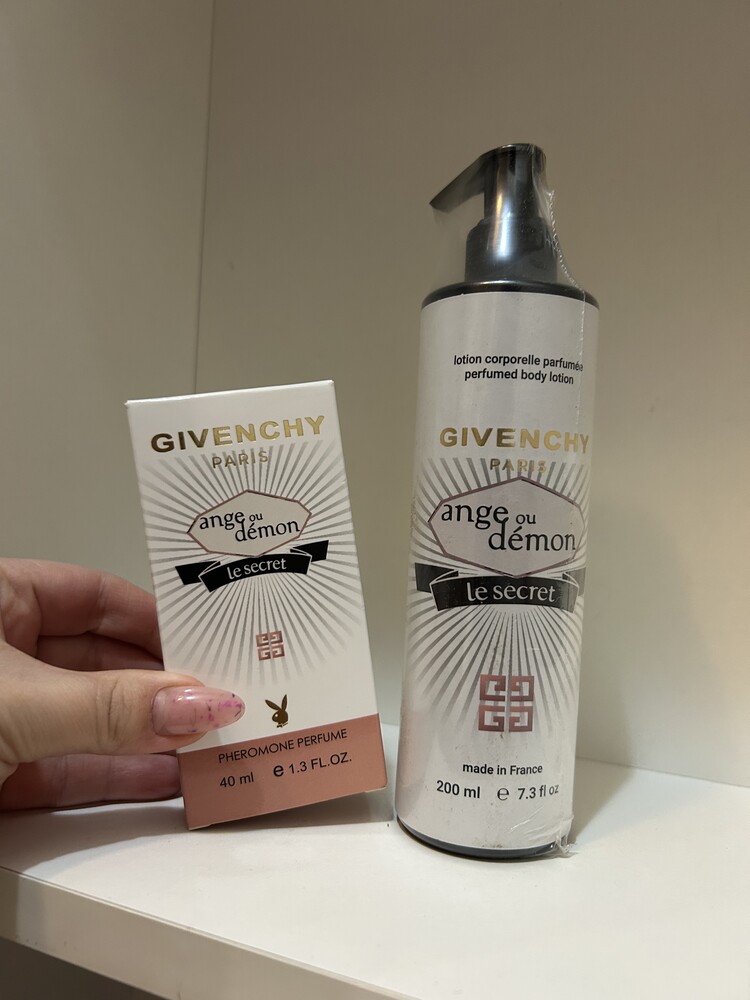 GIVENCHY
PARIS
ange ou
démon
le secret
PHEROMONE PERFUME
40 ml e 1.3 FL.OZ.
lotion corporelle parfumée
perfumed body lotion
GIVENCHY
PARIS
ange ou
démon
le secret
made in France
200 ml e 7.3 fl oz